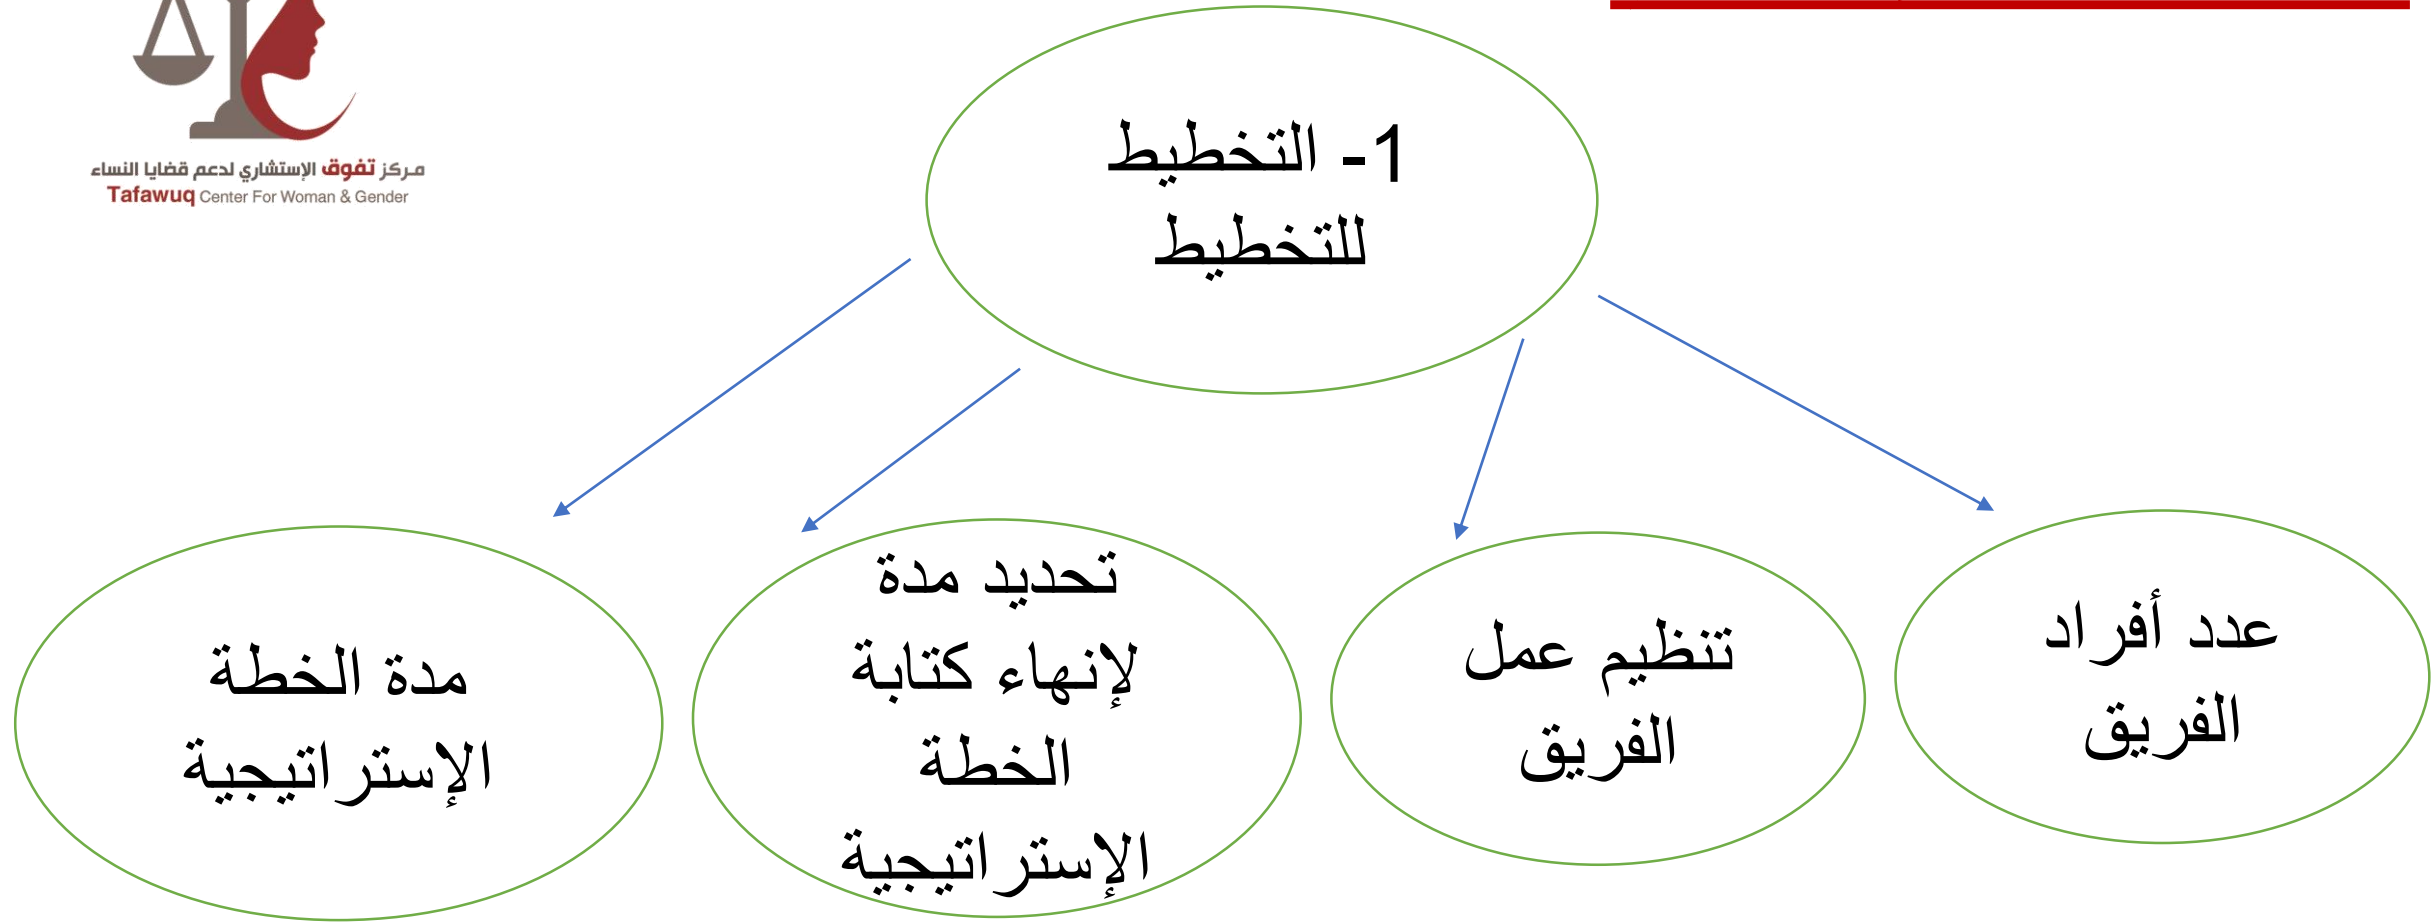 مركز تفوق الإستشاري لدعم قضايا النساء
Tafawuq Center For Woman & Gender
1- التخطيط
للتخطيط
عدد أفراد
الفريق
تنظيم عمل
الفريق
تحديد مدة
لإنهاء كتابة
الخطة
الإستراتيجية
مدة الخطة
الإستراتيجية